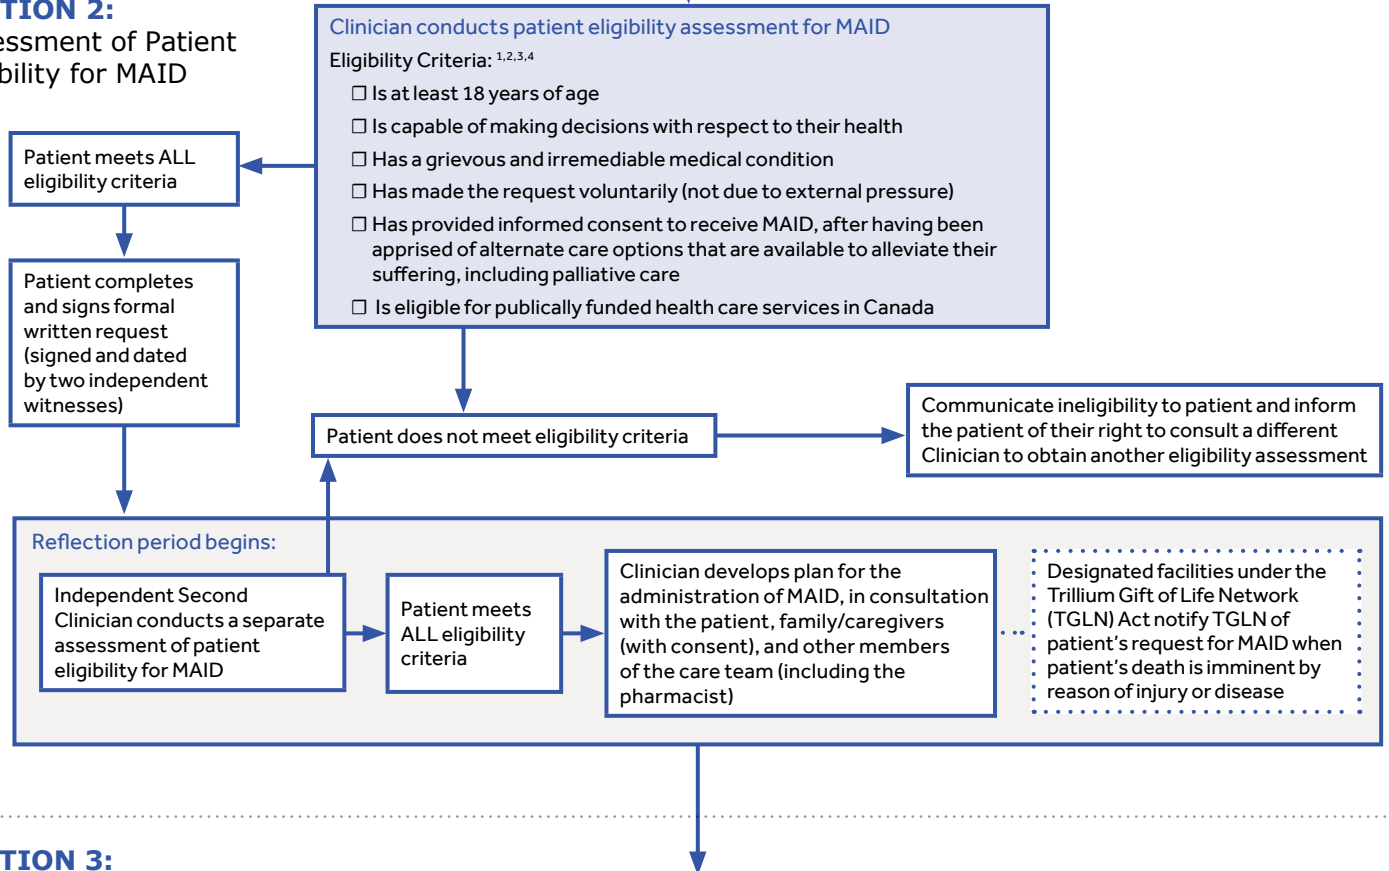 TION 2:
essment of Patient
ibility for MAID
Clinician conducts patient eligibility assessment for MAID
Eligibility Criteria: 1,2,3,4
☐ Is at least 18 years of age
☐ Is capable of making decisions with respect to their health
☐ Has a grievous and irremediable medical condition
☐ Has made the request voluntarily (not due to external pressure)
☐ Has provided informed consent to receive MAID, after having been
apprised of alternate care options that are available to alleviate their
suffering, including palliative care
☐ Is eligible for publically funded health care services in Canada
Patient meets ALL
eligibility criteria
Patient completes
and signs formal
written request
(signed and dated
by two independent
witnesses)
Patient does not meet eligibility criteria
Communicate ineligibility to patient and inform
the patient of their right to consult a different
Clinician to obtain another eligibility assessment
Reflection period begins:
Independent Second
Clinician conducts a separate
assessment of patient
eligibility for MAID
Patient meets
ALL eligibility
criteria
Clinician develops plan for the
administration of MAID, in consultation
with the patient, family/caregivers
(with consent), and other members
of the care team (including the
pharmacist)
Designated facilities under the
Trillium Gift of Life Network
(TGLN) Act notify TGLN of
patient's request for MAID when
patient's death is imminent by
reason of injury or disease
TION 3: